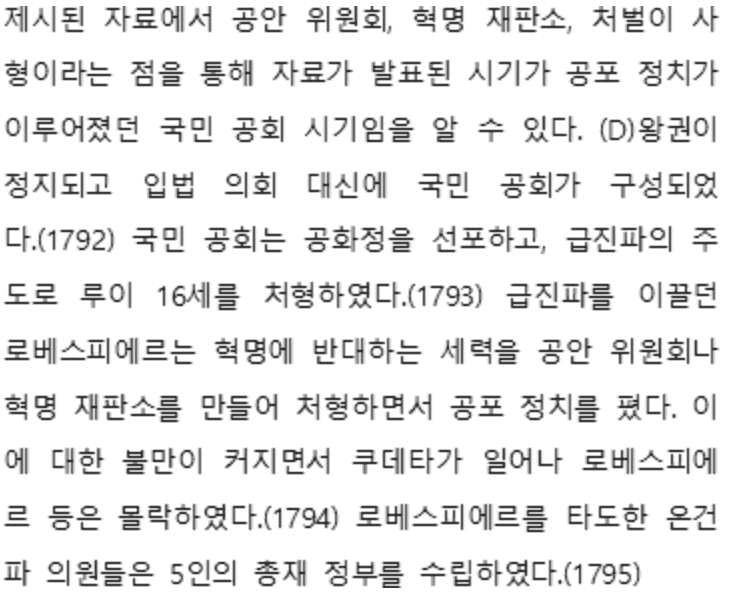 제시된 자료에서 공안 위원회, 혁명 재판소, 처벌이 사
형이라는 점을 통해 자료가 발표된 시기가 공포 정치가
이루어졌던 국민 공회 시기임을 알 수 있다. (D)왕권이
정지되고 입법 의회 대신에 국민 공회가 구성되었
다.(1792) 국민 공회는 공화정을 선포하고, 급진파의 주
도로 루이 16세를 처형하였다.(1793) 급진파를 이끌던
로베스피에르는 혁명에 반대하는 세력을 공안 위원회나
혁명 재판소를 만들어 처형하면서 공포 정치를 폈다. 이
에 대한 불만이 커지면서 쿠데타가 일어나 로베스피에
르 등은 몰락하였다.(1794) 로베스피에르를 타도한 온건
파 의원들은 5인의 총재 정부를 수립하였다.(1795)